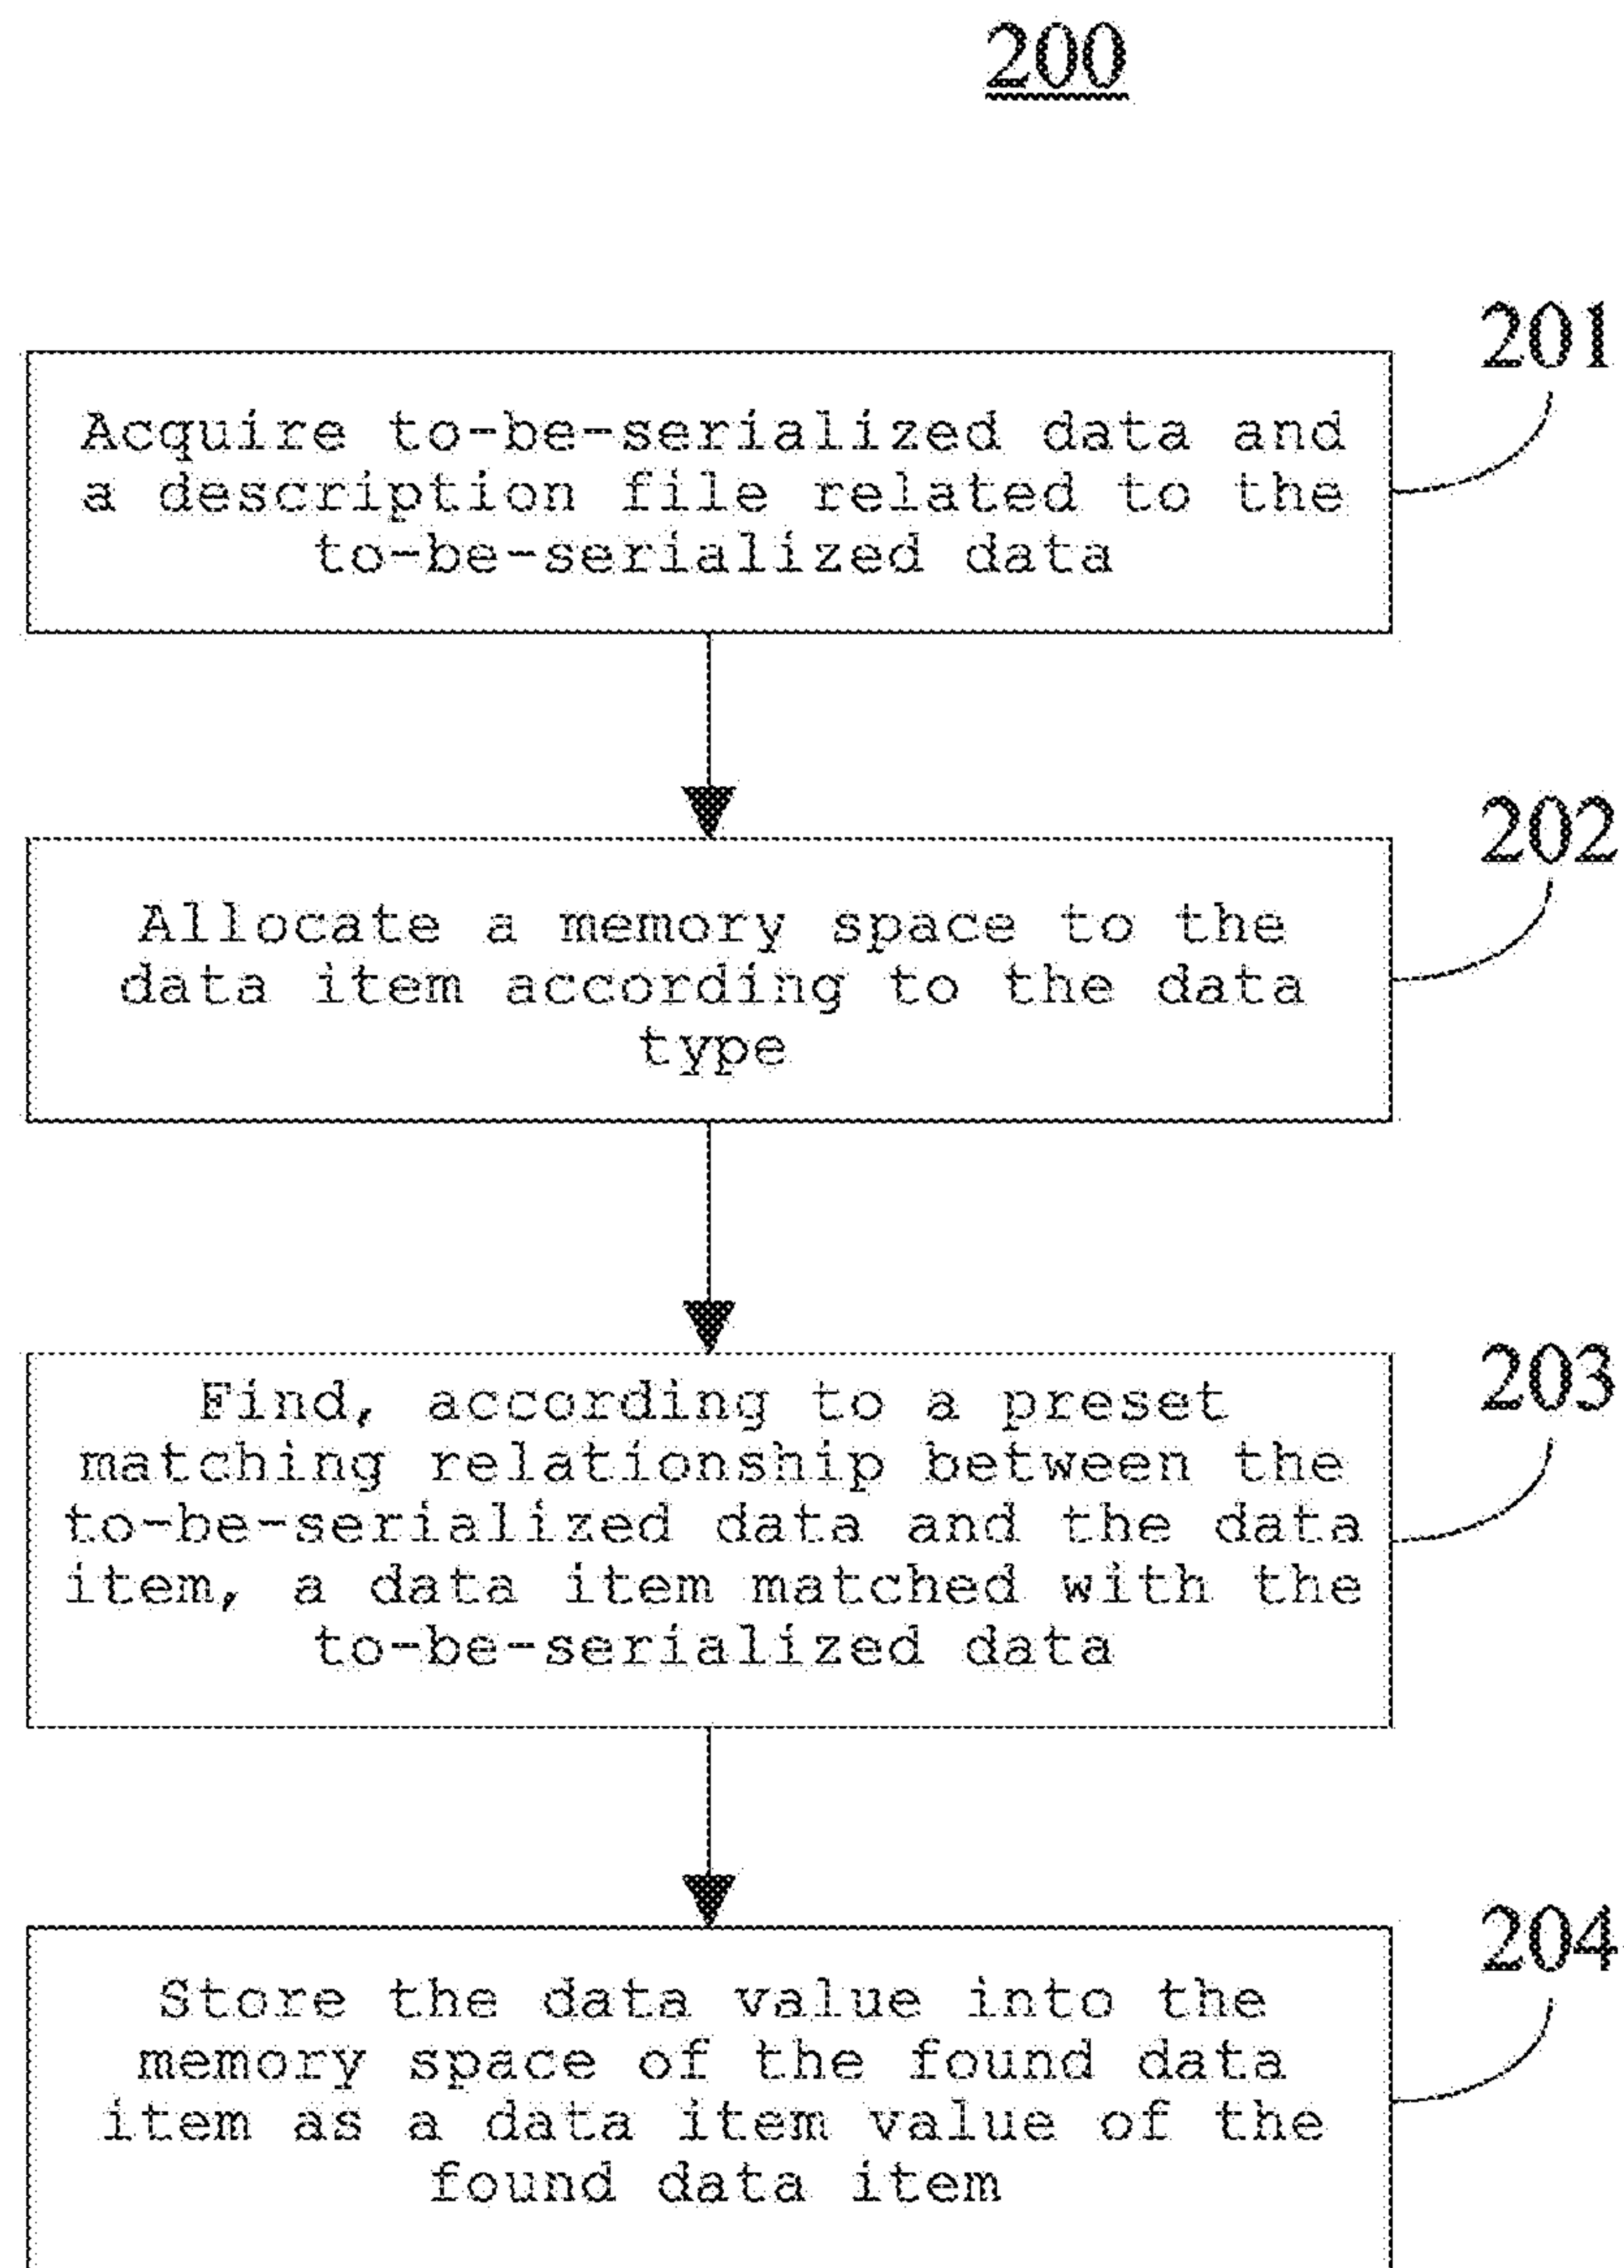 200
201
Acquire to-be-serialized data and
a description file related to the
to-be-serialized data
202
Allocate a memory space to the
data item according to the data
type
203
Find, according to a preset
matching relationship between the
to-be-serialized data and the data
item, a data item matched with the
to-be-serialized data
204
Store the data value into the
memory space of the found data
item as a data item value of the
found data item